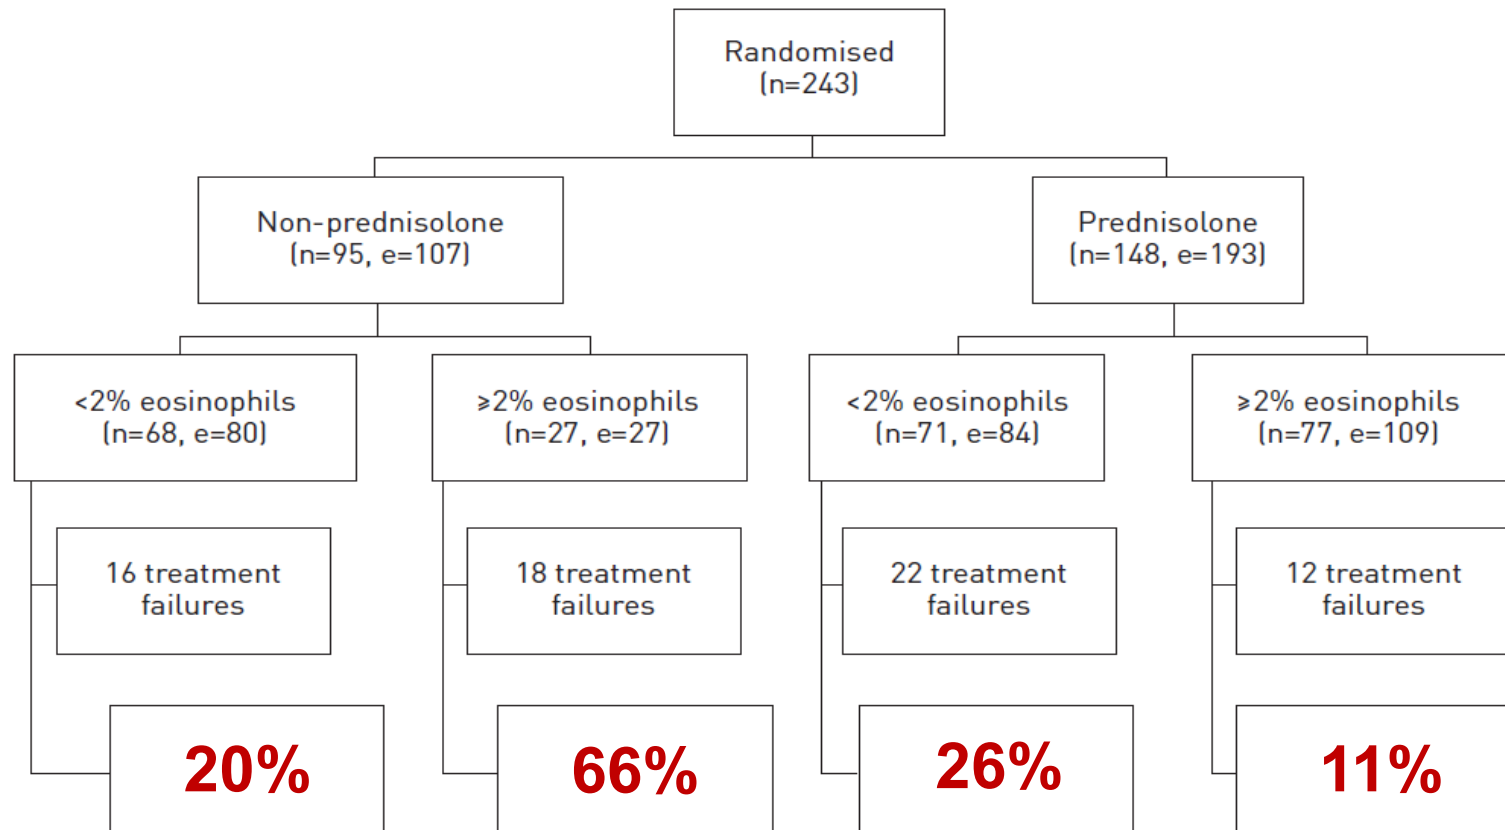 Randomised
(n=243)
Non-prednisolone
(n=95, e=107)
Prednisolone
(n=148, e=193)
<2% eosinophils
(n=68, e=80)
⩾2% eosinophils
(n=27, e=27)
<2% eosinophils
(n=71, e=84)
⩾2% eosinophils
(n=77, e=109)
16 treatment
failures
18 treatment
failures
22 treatment
failures
12 treatment
failures
20%
66%
26%
11%